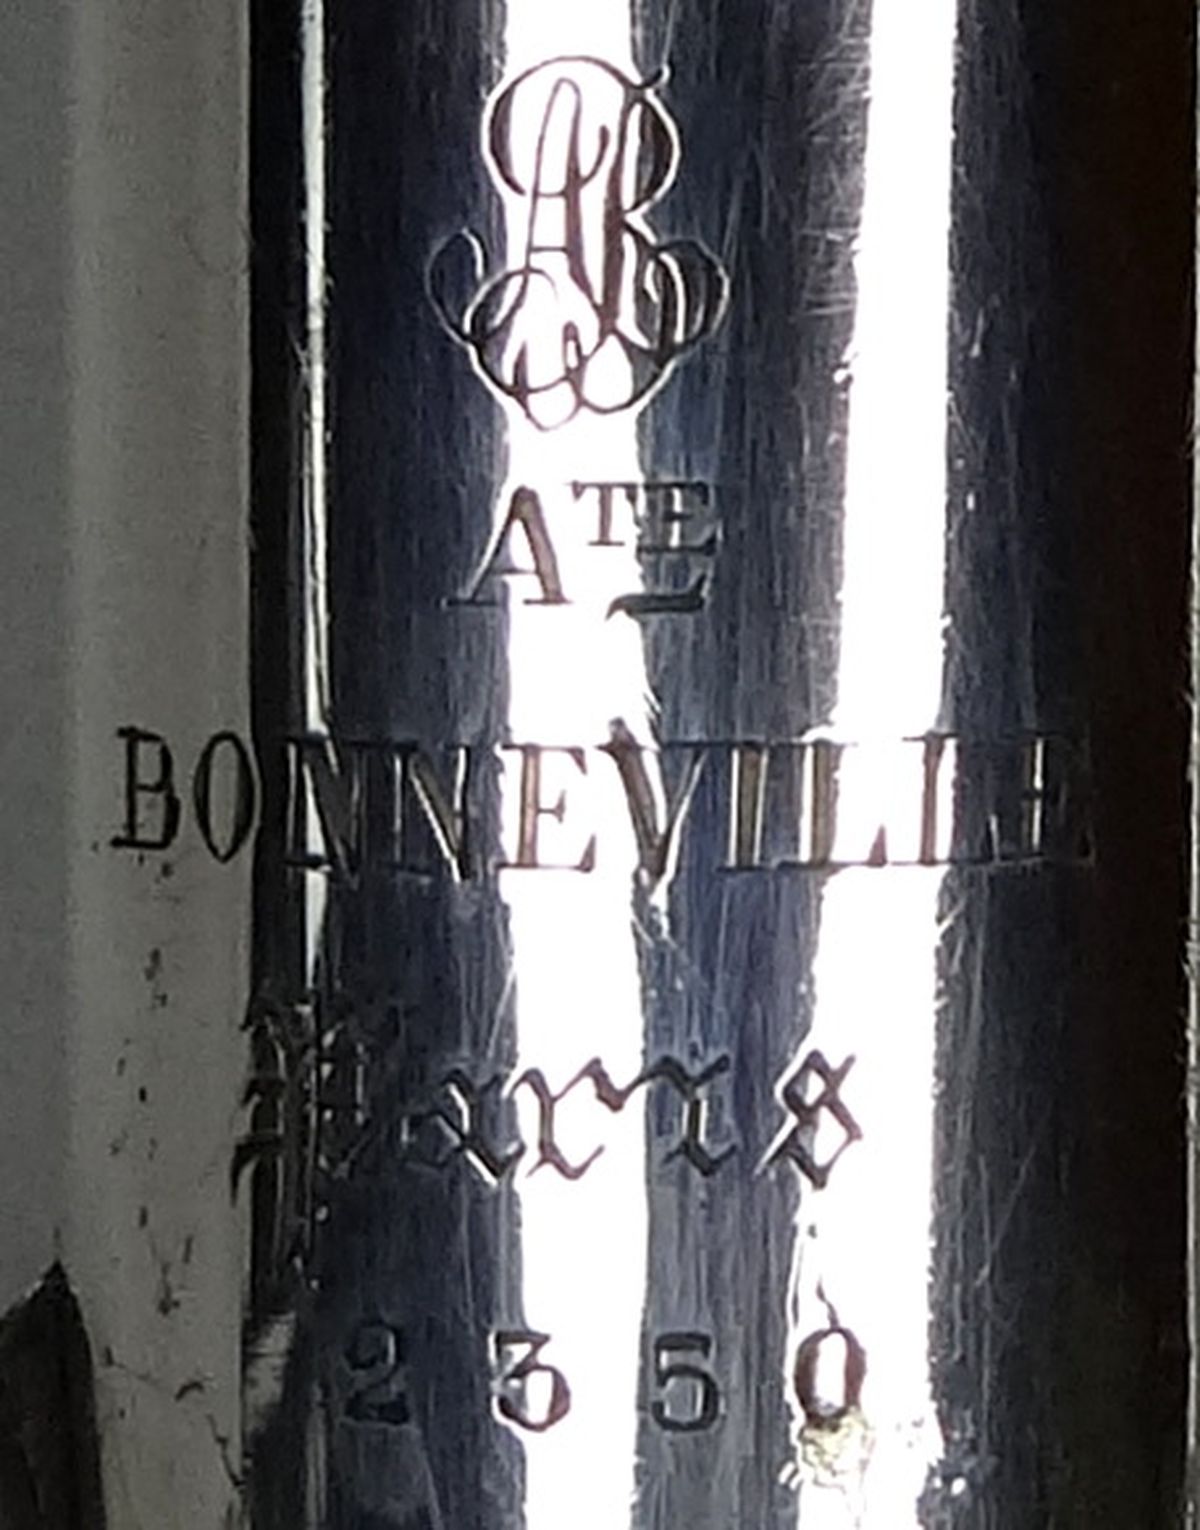 AB
ATE
BONNEVILLE
Paris
2350